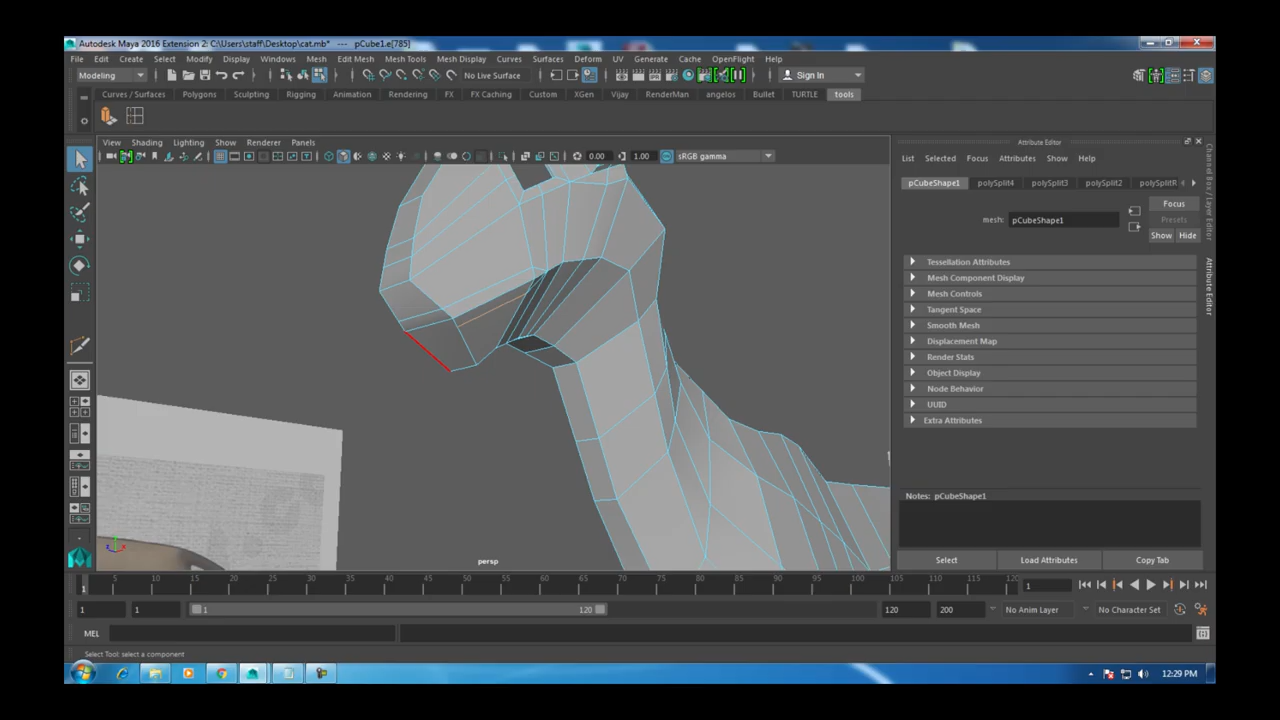 Autodesk Maya 2016 Extension 2: C:\Users\staff\Desktop\cat.mb* --- pCube1.e[785]
File Edit Create Select Modify Display Windows Mesh Edit Mesh Mesh Tools Mesh Display Curves Surfaces Deform UV Generate Cache OpenFlight Help
Modeling No Live Surface Sign In
Curves / Surfaces Polygons Sculpting Rigging Animation Rendering FX FX Caching Custom XGen Vijay RenderMan angelos Bullet TURTLE tools
View Shading Lighting Show Renderer Panels
0.00 1.00 sRGB gamma
Attribute Editor
List Selected Focus Attributes Show Help
pCubeShape1 polySplit4 polySplit3 polySplit2 polySplitR
mesh: pCubeShape1
Focus
Presets
Show Hide
Tessellation Attributes
Mesh Component Display
Mesh Controls
Tangent Space
Smooth Mesh
Displacement Map
Render Stats
Object Display
Node Behavior
UUID
Extra Attributes
Notes: pCubeShape1
Select Load Attributes Copy Tab
Channel Box / Layer Editor
Attribute Editor
persp
1 5 10 15 20 25 30 35 40 45 50 55 60 65 70 75 80 85 90 95 100 105 110 115 120 1
1 1 1 120 120 200 No Anim Layer No Character Set
MEL
Select Tool: select a component
12:29 PM